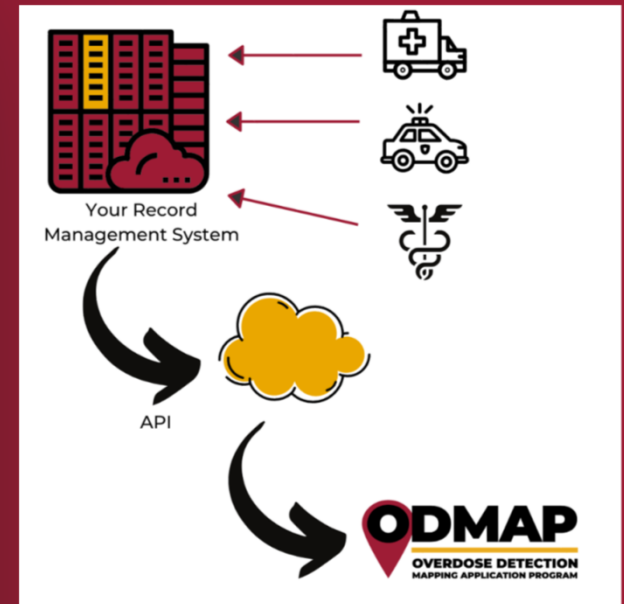 Your Record
Management System
API
ODMAP
OVERDOSE DETECTION
MAPPING APPLICATION PROGRAM